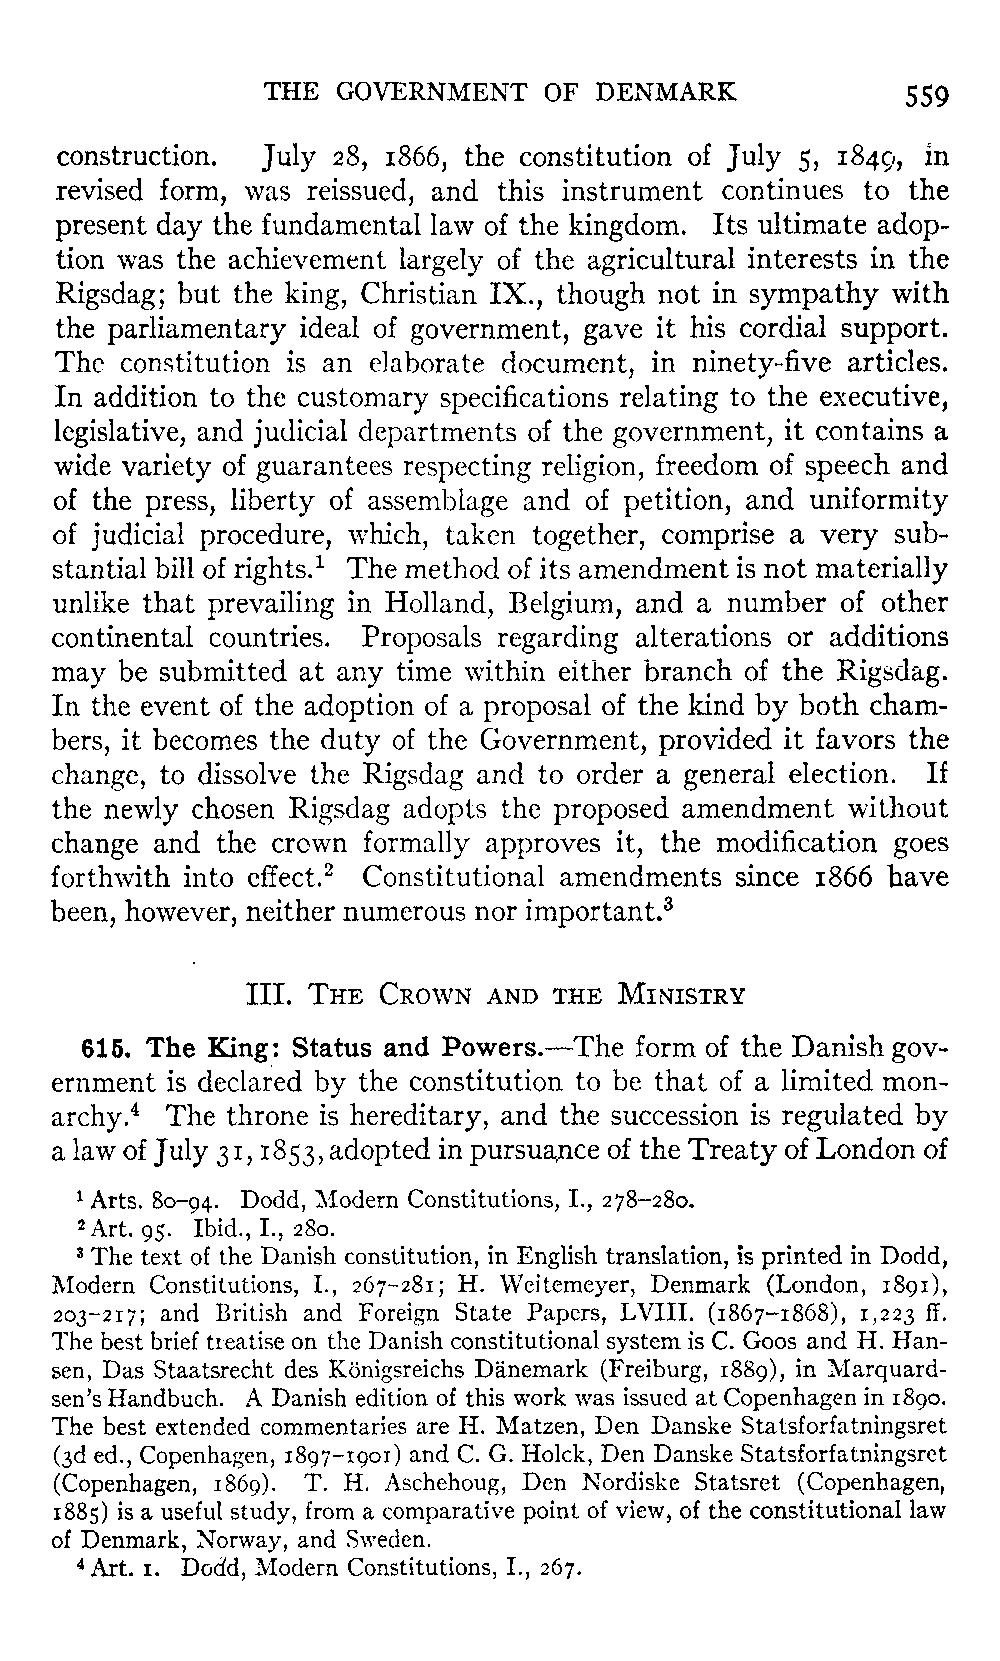 THE GOVERNMENT OF DENMARK 559
construction. July 28, 1866, the constitution of July 5, 1849, in
revised form, was reissued, and this instrument continues to the
present day the fundamental law of the kingdom. Its ultimate adop-
tion was the achievement largely of the agricultural interests in the
Rigsdag; but the king, Christian IX., though not in sympathy with
the parliamentary ideal of government, gave it his cordial support.
The constitution is an elaborate document, in ninety-five articles.
In addition to the customary specifications relating to the executive,
legislative, and judicial departments of the government, it contains a
wide variety of guarantees respecting religion, freedom of speech and
of the press, liberty of assemblage and of petition, and uniformity
of judicial procedure, which, taken together, comprise a very sub-
stantial bill of rights.¹ The method of its amendment is not materially
unlike that prevailing in Holland, Belgium, and a number of other
continental countries. Proposals regarding alterations or additions
may be submitted at any time within either branch of the Rigsdag.
In the event of the adoption of a proposal of the kind by both cham-
bers, it becomes the duty of the Government, provided it favors the
change, to dissolve the Rigsdag and to order a general election. If
the newly chosen Rigsdag adopts the proposed amendment without
change and the crown formally approves it, the modification goes
forthwith into effect.² Constitutional amendments since 1866 have
been, however, neither numerous nor important.³
III. THE CROWN AND THE MINISTRY
615. The King: Status and Powers.—The form of the Danish gov-
ernment is declared by the constitution to be that of a limited mon-
archy.⁴ The throne is hereditary, and the succession is regulated by
a law of July 31, 1853, adopted in pursuance of the Treaty of London of
¹ Arts. 80–94. Dodd, Modern Constitutions, I., 278–280.
² Art. 95. Ibid., I., 280.
³ The text of the Danish constitution, in English translation, is printed in Dodd,
Modern Constitutions, I., 267–281; H. Weitemeyer, Denmark (London, 1891),
203–217; and British and Foreign State Papers, LVIII. (1867–1868), 1,223 ff.
The best brief treatise on the Danish constitutional system is C. Goos and H. Han-
sen, Das Staatsrecht des Königsreichs Dänemark (Freiburg, 1889), in Marquard-
sen's Handbuch. A Danish edition of this work was issued at Copenhagen in 1890.
The best extended commentaries are H. Matzen, Den Danske Statsforfatningsret
(3d ed., Copenhagen, 1897–1901) and C. G. Holck, Den Danske Statsforfatningsret
(Copenhagen, 1869). T. H. Aschehoug, Den Nordiske Statsret (Copenhagen,
1885) is a useful study, from a comparative point of view, of the constitutional law
of Denmark, Norway, and Sweden.
⁴ Art. 1. Dodd, Modern Constitutions, I., 267.